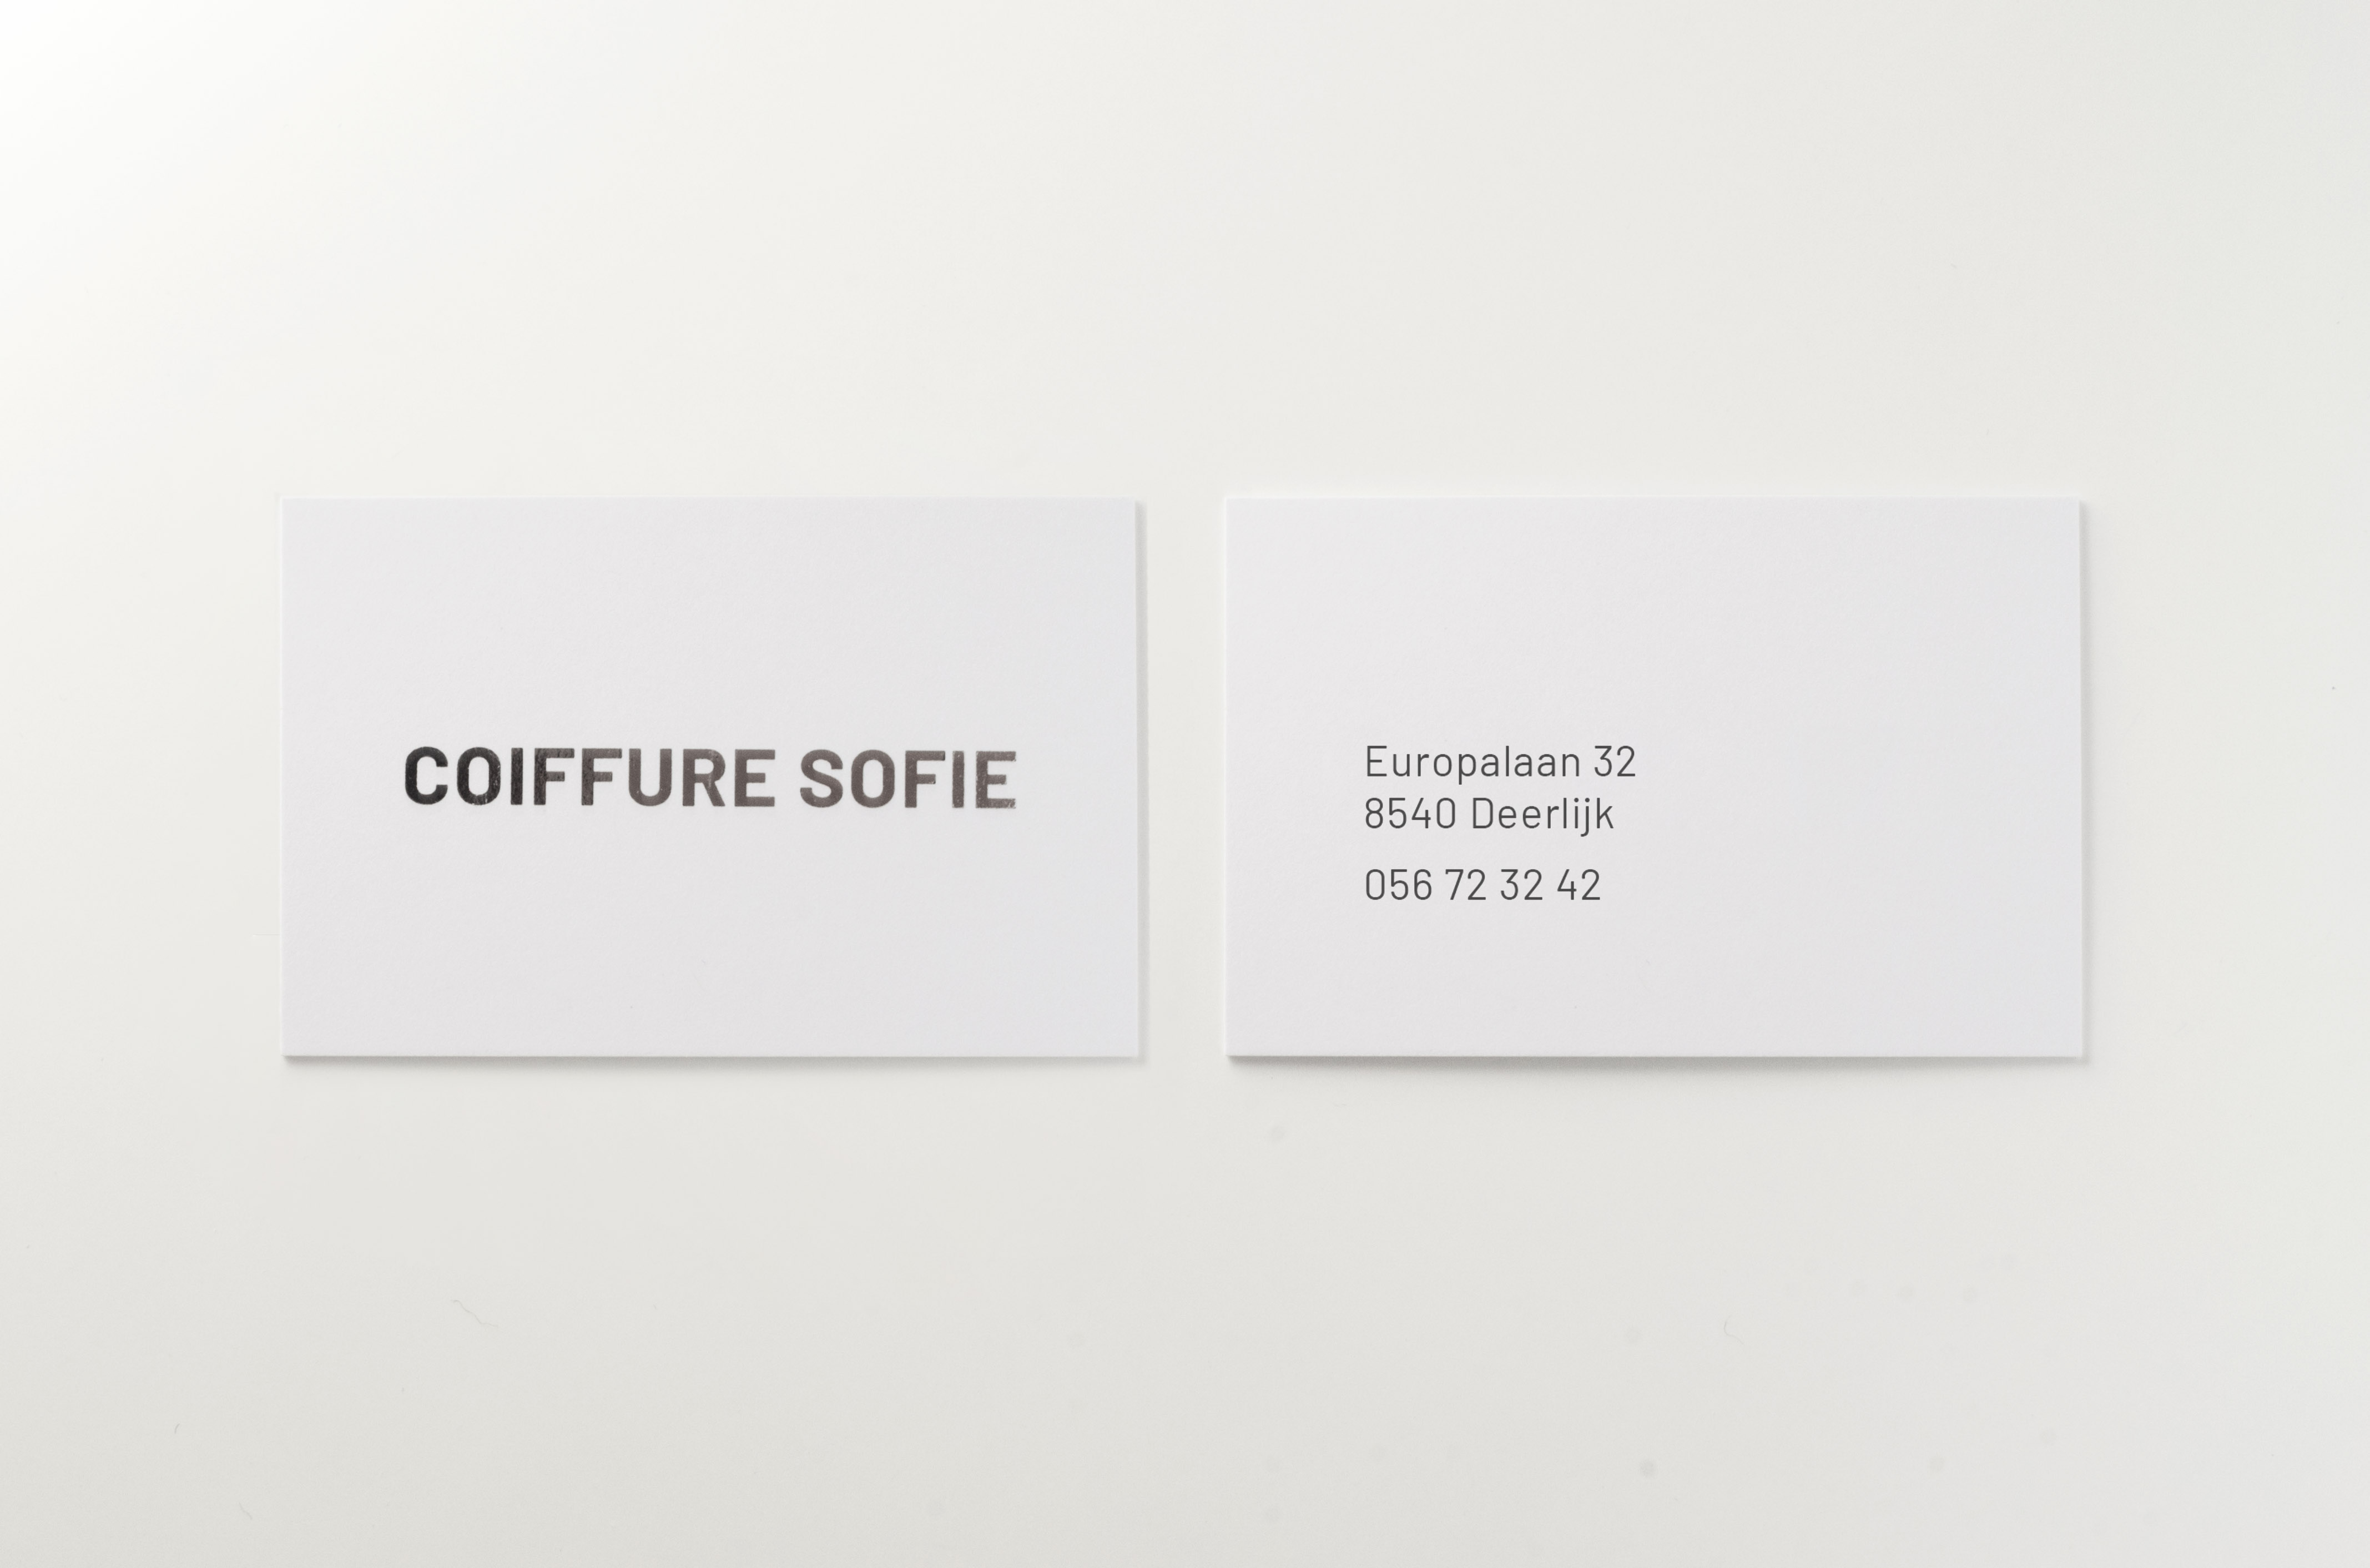 COIFFURE SOFIE
Europalaan 32
8540 Deerlijk
056 72 32 42